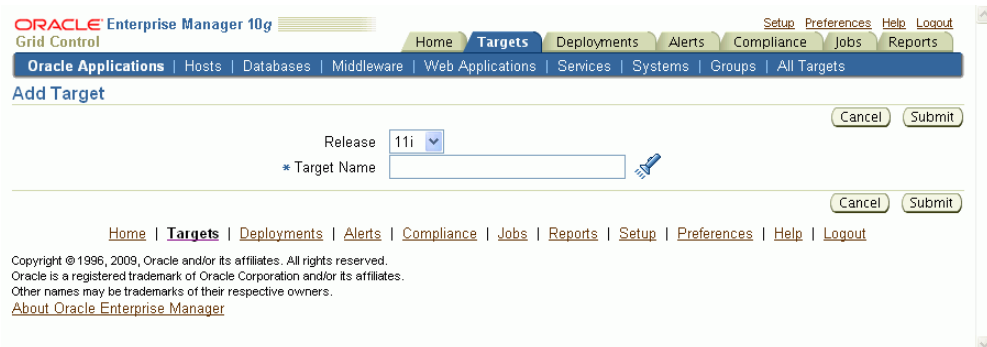 ORACLE Enterprise Manager 10g
Grid Control
Setup Preferences Help Logout
Home Targets Deployments Alerts Compliance Jobs Reports
Oracle Applications | Hosts | Databases | Middleware | Web Applications | Services | Systems | Groups | All Targets
Add Target
Cancel Submit
Release 11i
* Target Name
Cancel Submit
Home | Targets | Deployments | Alerts | Compliance | Jobs | Reports | Setup | Preferences | Help | Logout
Copyright © 1996, 2009, Oracle and/or its affiliates. All rights reserved.
Oracle is a registered trademark of Oracle Corporation and/or its affiliates.
Other names may be trademarks of their respective owners.
About Oracle Enterprise Manager